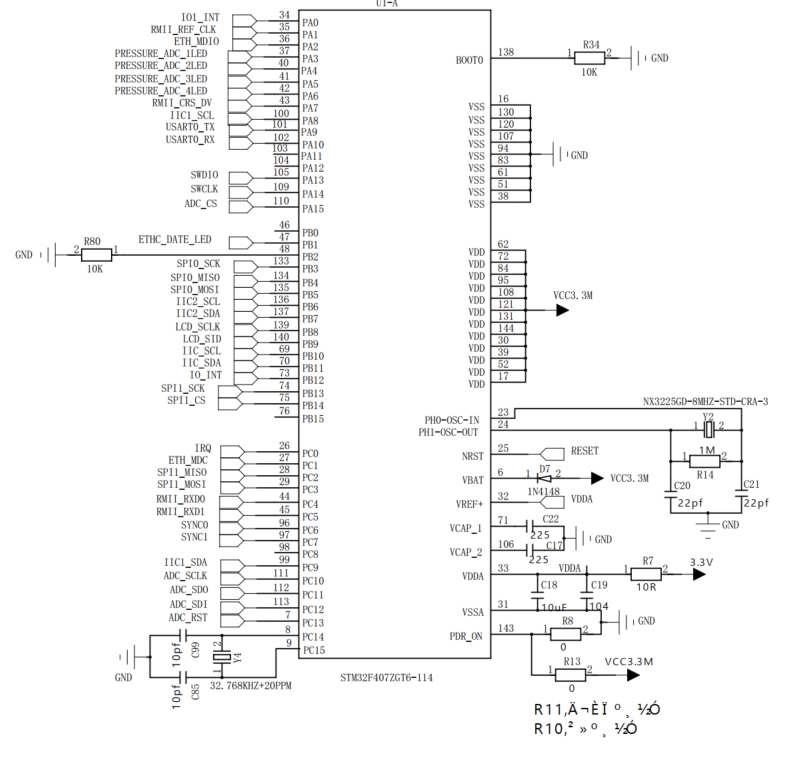 U1-A
IO1_INT 34 PA0
RMII_REF_CLK 35 PA1
ETH_MDIO 36 PA2
PRESSURE_ADC_1LED 37 PA3
PRESSURE_ADC_2LED 40 PA4
PRESSURE_ADC_3LED 41 PA5
PRESSURE_ADC_4LED 42 PA6
RMII_CRS_DV 43 PA7
IIC1_SCL 100 PA8
USART0_TX 101 PA9
USART0_RX 102 PA10
103 PA11
104 PA12
SWDIO 105 PA13
SWCLK 109 PA14
ADC_CS 110 PA15
46 PB0
ETHC_DATE_LED 47 PB1
GND 2 R80 1 48 PB2
10K
SPI0_SCK 133 PB3
SPI0_MISO 134 PB4
SPI0_MOSI 135 PB5
IIC2_SCL 136 PB6
IIC2_SDA 137 PB7
LCD_SCLK 139 PB8
LCD_SID 140 PB9
IIC_SCL 69 PB10
IIC_SDA 70 PB11
IO_INT 73 PB12
SPI1_SCK 74 PB13
SPI1_CS 75 PB14
76 PB15
IRQ 26 PC0
ETH_MDC 27 PC1
SPI1_MISO 28 PC2
SPI1_MOSI 29 PC3
RMII_RXD0 44 PC4
RMII_RXD1 45 PC5
SYNC0 96 PC6
SYNC1 97 PC7
98 PC8
IIC1_SDA 99 PC9
ADC_SCLK 111 PC10
ADC_SDO 112 PC11
ADC_SDI 113 PC12
ADC_RST 7 PC13
8 PC14
9 PC15
GND 10pf C99
10pf C85
2 Y4 1
32.768KHZ+20PPM
STM32F407ZGT6-114
BOOT0 138 1 R34 2 GND
10K
VSS 16
VSS 130
VSS 120
VSS 107
VSS 94 GND
VSS 83
VSS 61
VSS 51
VSS 38
VDD 62
VDD 72
VDD 84
VDD 95
VDD 108 VCC3.3M
VDD 121
VDD 131
VDD 144
VDD 30
VDD 39
VDD 52
VDD 17
NX3225GD-8MHZ-STD-CRA-3
PH0-OSC-IN 23
PH1-OSC-OUT 24 1 Y2 2
1M
1 R14 2
C20 22pf
C21 22pf
GND
NRST 25 RESET
VBAT 6 1 D7 2 VCC3.3M
1N4148
VREF+ 32 VDDA
VCAP_1 71 C22
225 GND
VCAP_2 106 C17
225
VDDA 33 VDDA 1 R7 2 3.3V
10R
C18 10uF
C19 104
VSSA 31 GND
PDR_ON 143 1 R8 2
0
1 R13 2 VCC3.3M
0
R11,Ä¬ÈÏ º¸ ½Ó
R10,²»º¸ ½Ó